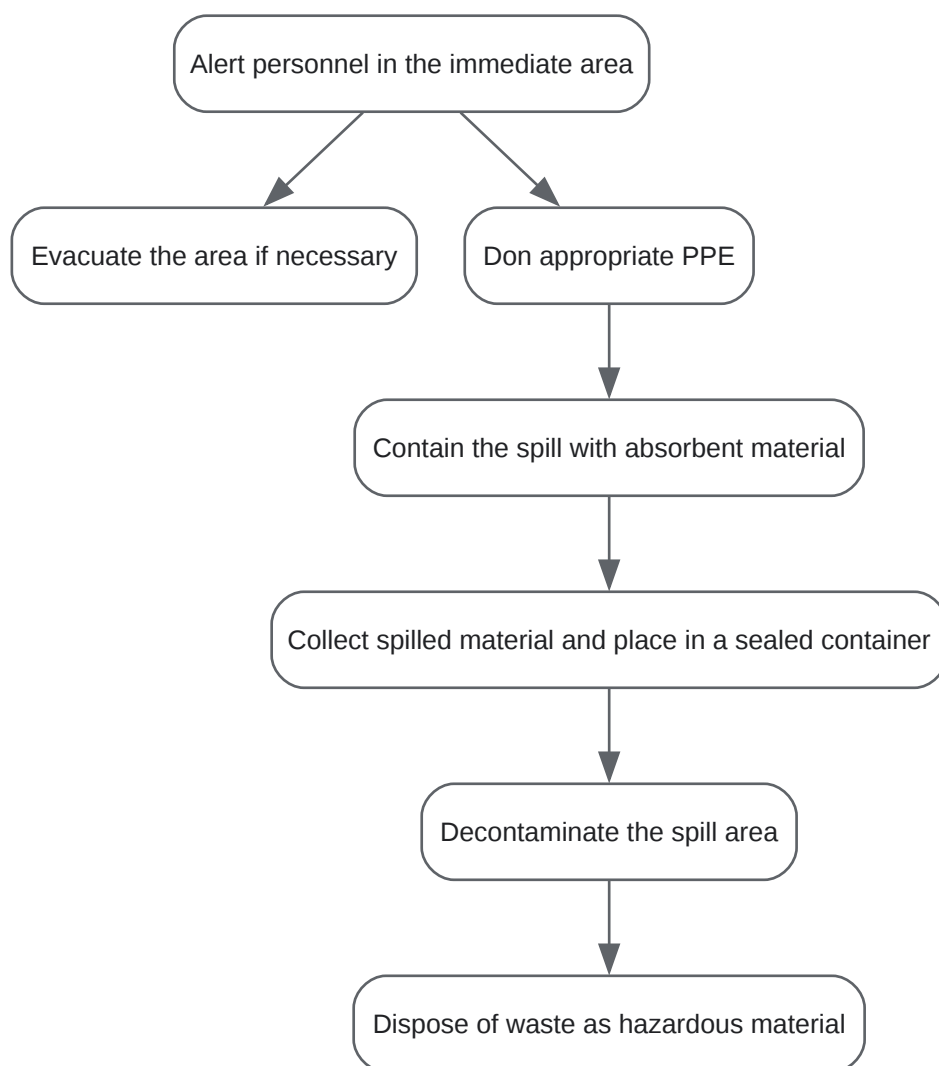 Alert personnel in the immediate area
Evacuate the area if necessary
Don appropriate PPE
Contain the spill with absorbent material
Collect spilled material and place in a sealed container
Decontaminate the spill area
Dispose of waste as hazardous material